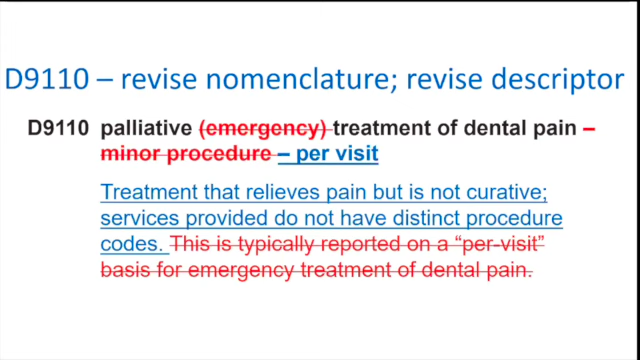 D9110 – revise nomenclature; revise descriptor
D9110 palliative (emergency) treatment of dental pain –
minor procedure – per visit
Treatment that relieves pain but is not curative;
services provided do not have distinct procedure
codes. This is typically reported on a “per-visit”
basis for emergency treatment of dental pain.